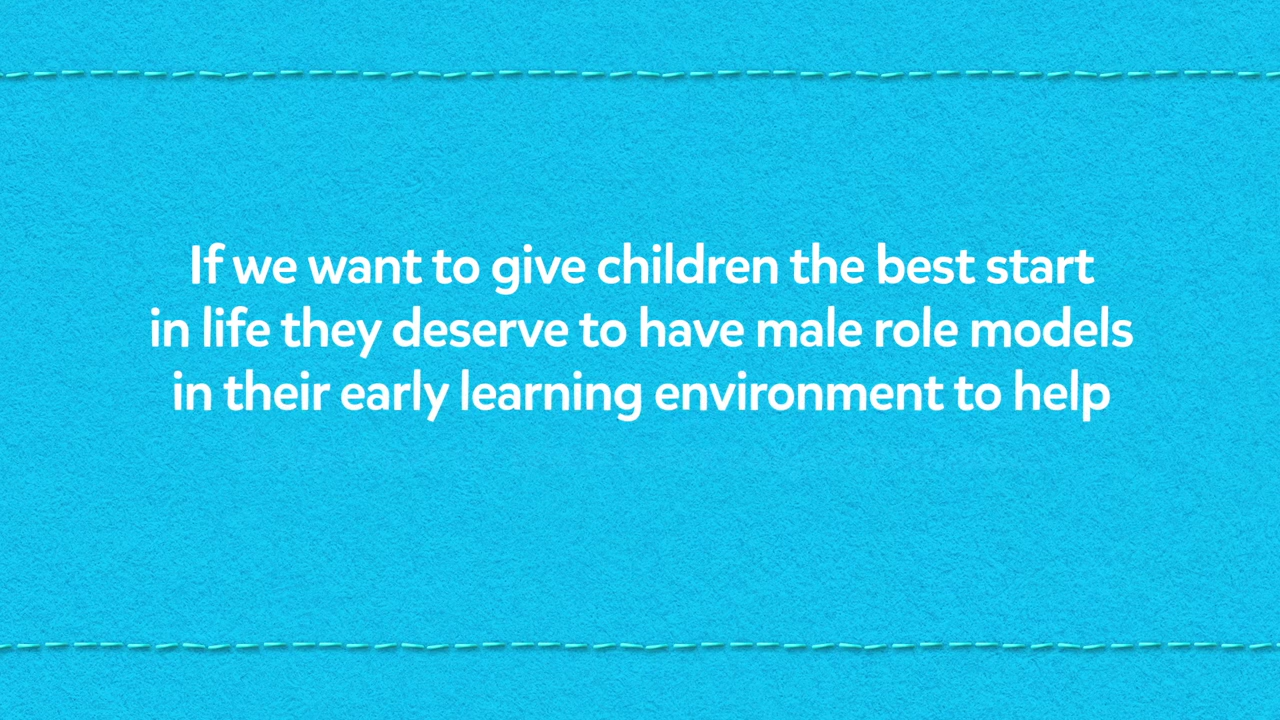 If we want to give children the best start
in life they deserve to have male role models
in their early learning environment to help